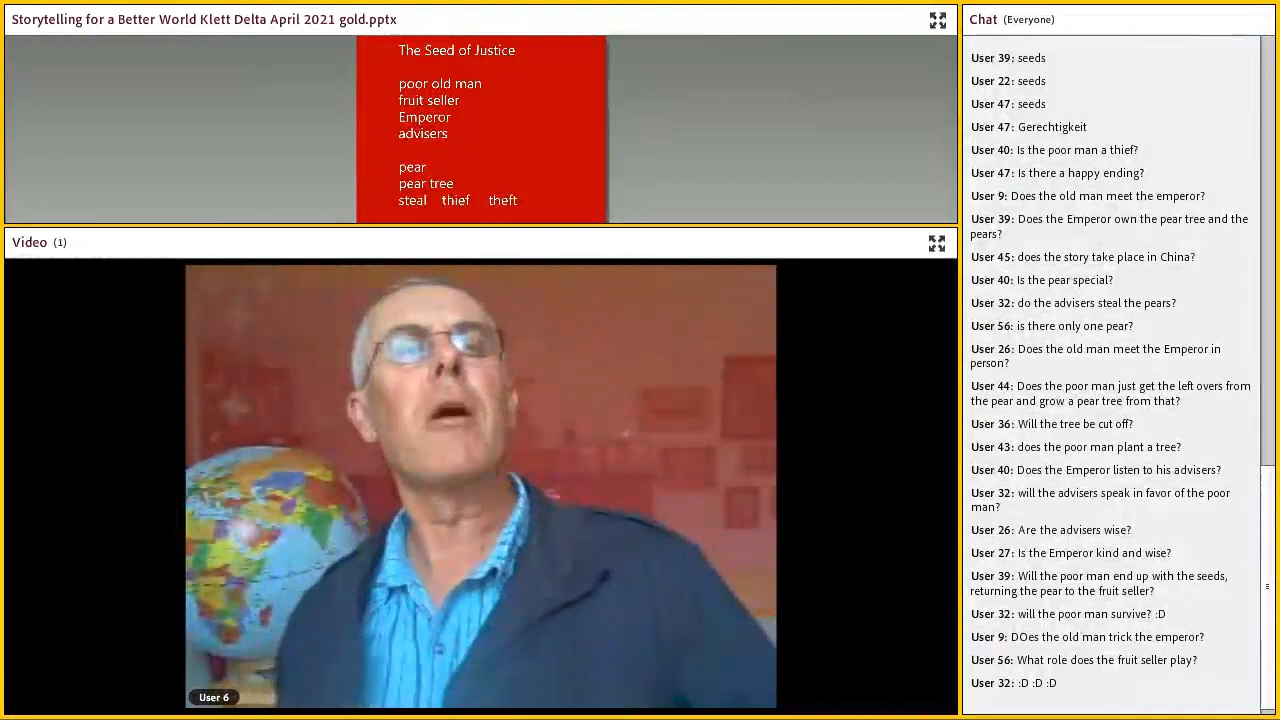 Storytelling for a Better World Klett Delta April 2021 gold.pptx
The Seed of Justice
poor old man
fruit seller
Emperor
advisers
pear
pear tree
steal thief theft
Video (1)
User 6
Chat (Everyone)
User 39: seeds
User 22: seeds
User 47: seeds
User 47: Gerechtigkeit
User 40: Is the poor man a thief?
User 47: Is there a happy ending?
User 9: Does the old man meet the emperor?
User 39: Does the Emperor own the pear tree and the
pears?
User 45: does the story take place in China?
User 40: Is the pear special?
User 32: do the advisers steal the pears?
User 56: is there only one pear?
User 26: Does the old man meet the Emperor in
person?
User 44: Does the poor man just get the left overs from
the pear and grow a pear tree from that?
User 36: Will the tree be cut off?
User 43: does the poor man plant a tree?
User 40: Does the Emperor listen to his advisers?
User 32: will the advisers speak in favor of the poor
man?
User 26: Are the advisers wise?
User 27: Is the Emperor kind and wise?
User 39: Will the poor man end up with the seeds,
returning the pear to the fruit seller?
User 32: will the poor man survive? :D
User 9: DOes the old man trick the emperor?
User 56: What role does the fruit seller play?
User 32: :D :D :D